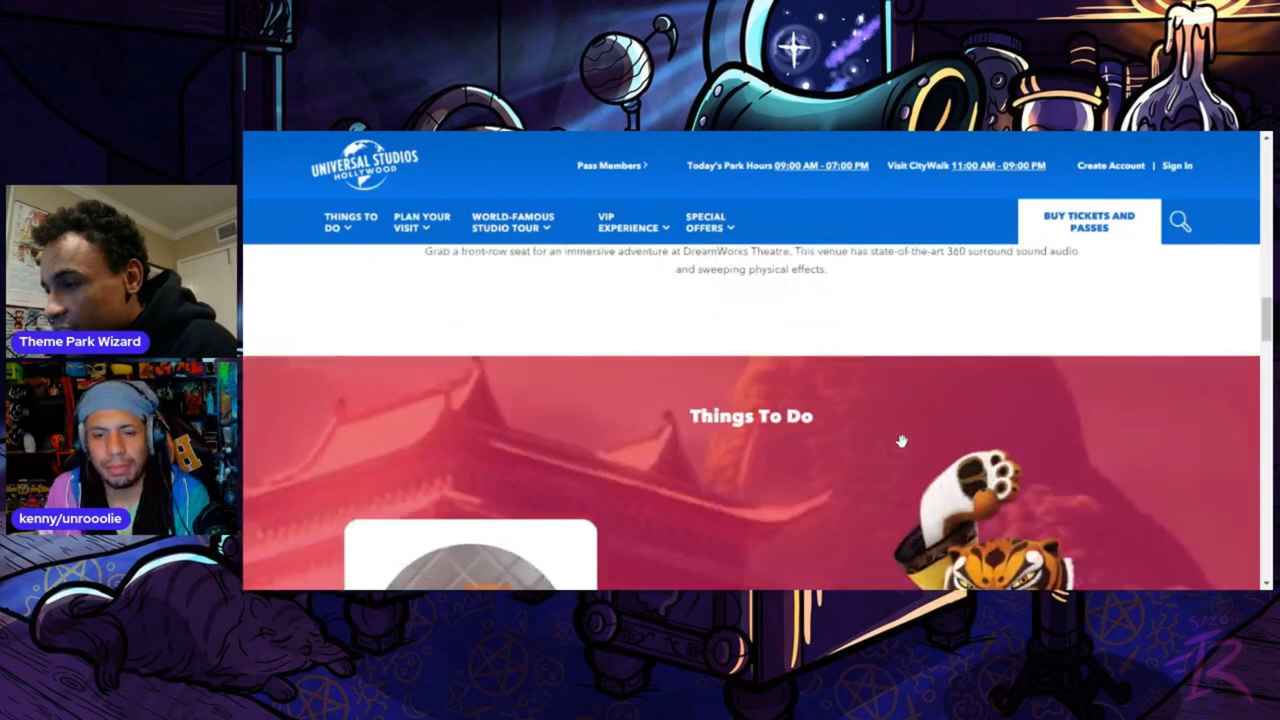 UNIVERSAL STUDIOS
HOLLYWOOD
Pass Members
Today's Park Hours 09:00 AM - 07:00 PM
Visit CityWalk 11:00 AM - 09:00 PM
Create Account | Sign In
THINGS TO
DO
PLAN YOUR
VISIT
WORLD-FAMOUS
STUDIO TOUR
VIP
EXPERIENCE
SPECIAL
OFFERS
BUY TICKETS AND
PASSES
Grab a front-row seat for an immersive adventure at DreamWorks Theatre. This venue has state-of-the-art 360 surround sound audio
and sweeping physical effects.
Things To Do
Theme Park Wizard
H
kenny/unrooolie